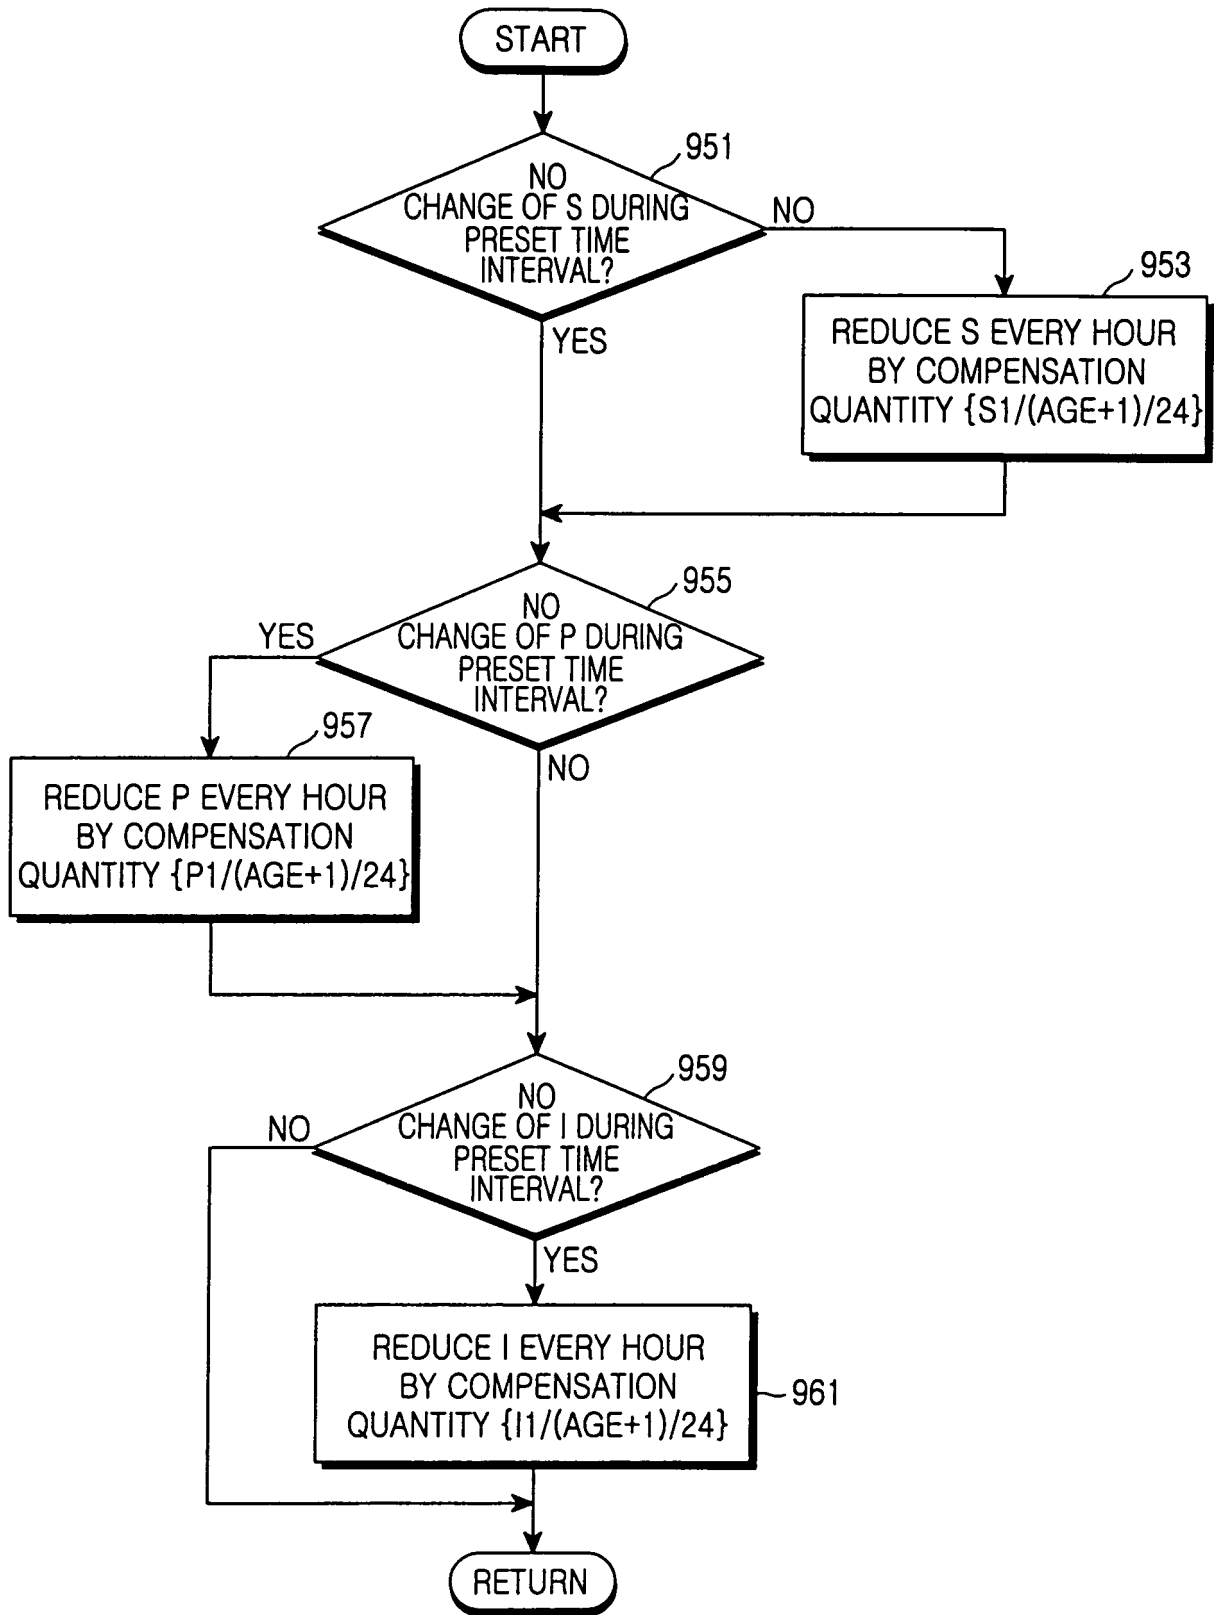 START
951
NO
CHANGE OF S DURING
PRESET TIME
INTERVAL?
NO
YES
953
REDUCE S EVERY HOUR
BY COMPENSATION
QUANTITY {S1/(AGE+1)/24}
955
NO
CHANGE OF P DURING
PRESET TIME
INTERVAL?
YES
NO
957
REDUCE P EVERY HOUR
BY COMPENSATION
QUANTITY {P1/(AGE+1)/24}
959
NO
CHANGE OF I DURING
PRESET TIME
INTERVAL?
NO
YES
REDUCE I EVERY HOUR
BY COMPENSATION
QUANTITY {I1/(AGE+1)/24}
961
RETURN